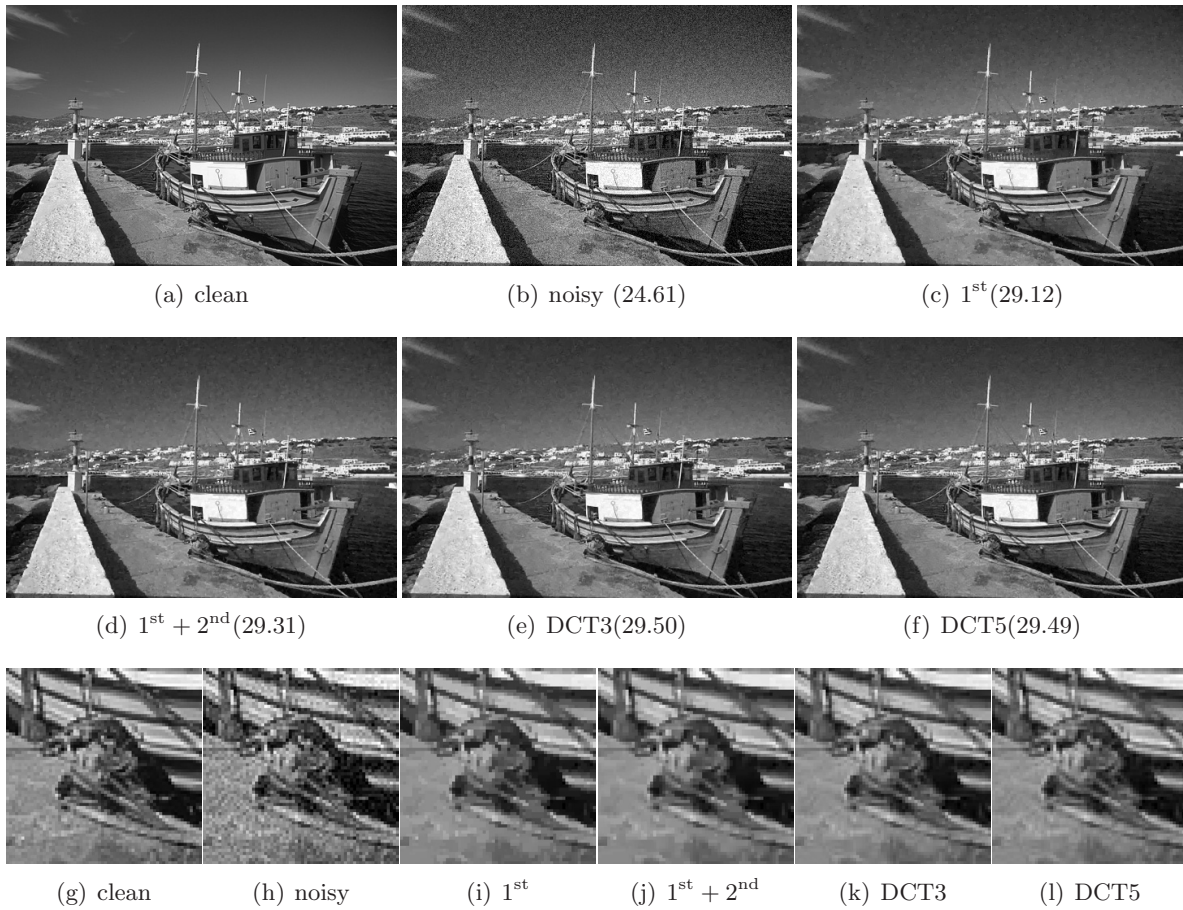 (a) clean
(b) noisy (24.61)
(c) 1st(29.12)
(d) 1st + 2nd(29.31)
(e) DCT3(29.50)
(f) DCT5(29.49)
(g) clean
(h) noisy
(i) 1st
(j) 1st + 2nd
(k) DCT3
(l) DCT5